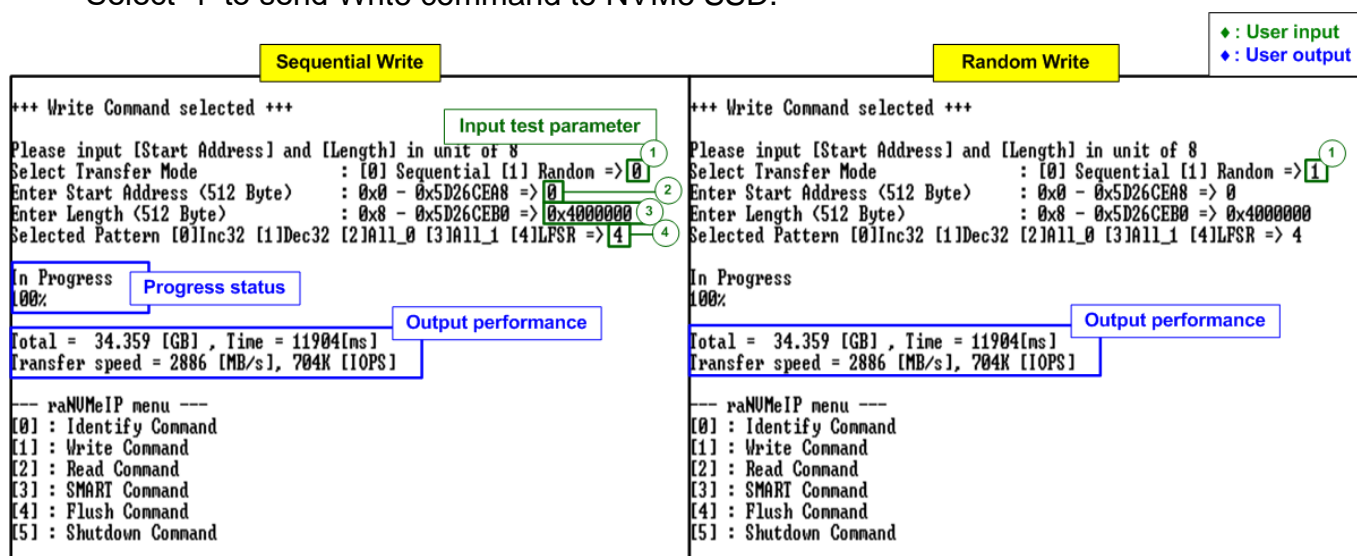 Select '1' to send Write command to NVMe SSD.
♦ : User input
♦ : User output
Sequential Write
+++ Write Command selected +++
Input test parameter
Please input [Start Address] and [Length] in unit of 8
1
Select Transfer Mode : [0] Sequential [1] Random => 0
Enter Start Address (512 Byte) : 0x0 - 0x5D26CEA8 => 0 2
Enter Length (512 Byte) : 0x8 - 0x5D26CEB0 => 0x4000000 3
Selected Pattern [0]Inc32 [1]Dec32 [2]All_0 [3]All_1 [4]LFSR => 4 4
In Progress
100%
Progress status
Output performance
Total = 34.359 [GB] , Time = 11904[ms]
Transfer speed = 2886 [MB/s], 704K [IOPS]
--- raNVMeIP menu ---
[0] : Identify Command
[1] : Write Command
[2] : Read Command
[3] : SMART Command
[4] : Flush Command
[5] : Shutdown Command
Random Write
+++ Write Command selected +++
Please input [Start Address] and [Length] in unit of 8
1
Select Transfer Mode : [0] Sequential [1] Random => 1
Enter Start Address (512 Byte) : 0x0 - 0x5D26CEA8 => 0
Enter Length (512 Byte) : 0x8 - 0x5D26CEB0 => 0x4000000
Selected Pattern [0]Inc32 [1]Dec32 [2]All_0 [3]All_1 [4]LFSR => 4
In Progress
100%
Output performance
Total = 34.359 [GB] , Time = 11904[ms]
Transfer speed = 2886 [MB/s], 704K [IOPS]
--- raNVMeIP menu ---
[0] : Identify Command
[1] : Write Command
[2] : Read Command
[3] : SMART Command
[4] : Flush Command
[5] : Shutdown Command